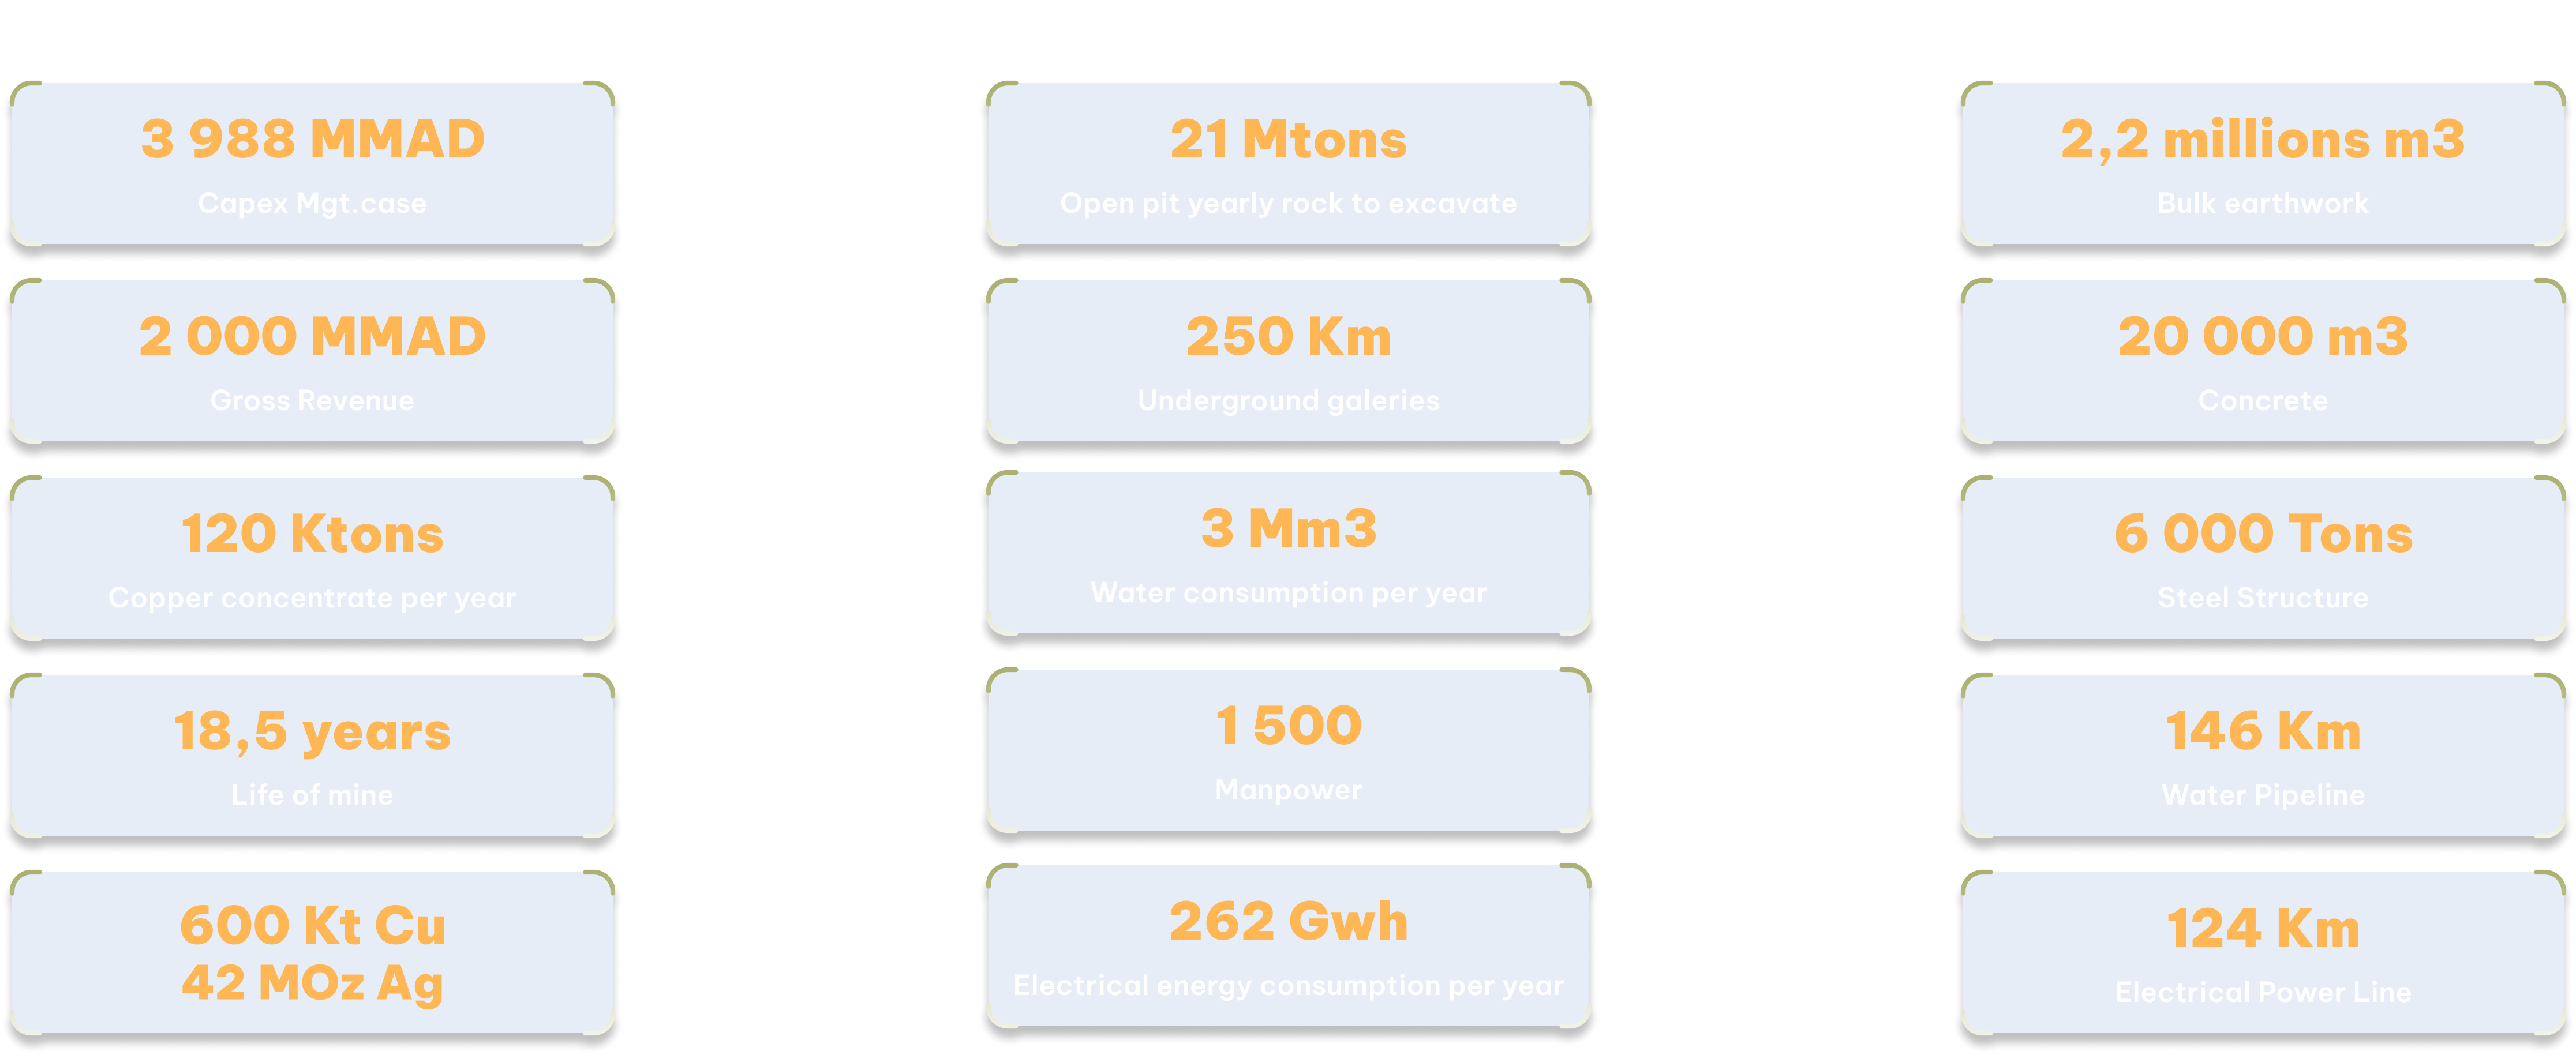 3 988 MMAD
Capex Mgt.case
2 000 MMAD
Gross Revenue
120 Ktons
Copper concentrate per year
18,5 years
Life of mine
600 Kt Cu
42 MOz Ag
21 Mtons
Open pit yearly rock to excavate
250 Km
Underground galeries
3 Mm3
Water consumption per year
1 500
Manpower
262 Gwh
Electrical energy consumption per year
2,2 millions m3
Bulk earthwork
20 000 m3
Concrete
6 000 Tons
Steel Structure
146 Km
Water Pipeline
124 Km
Electrical Power Line